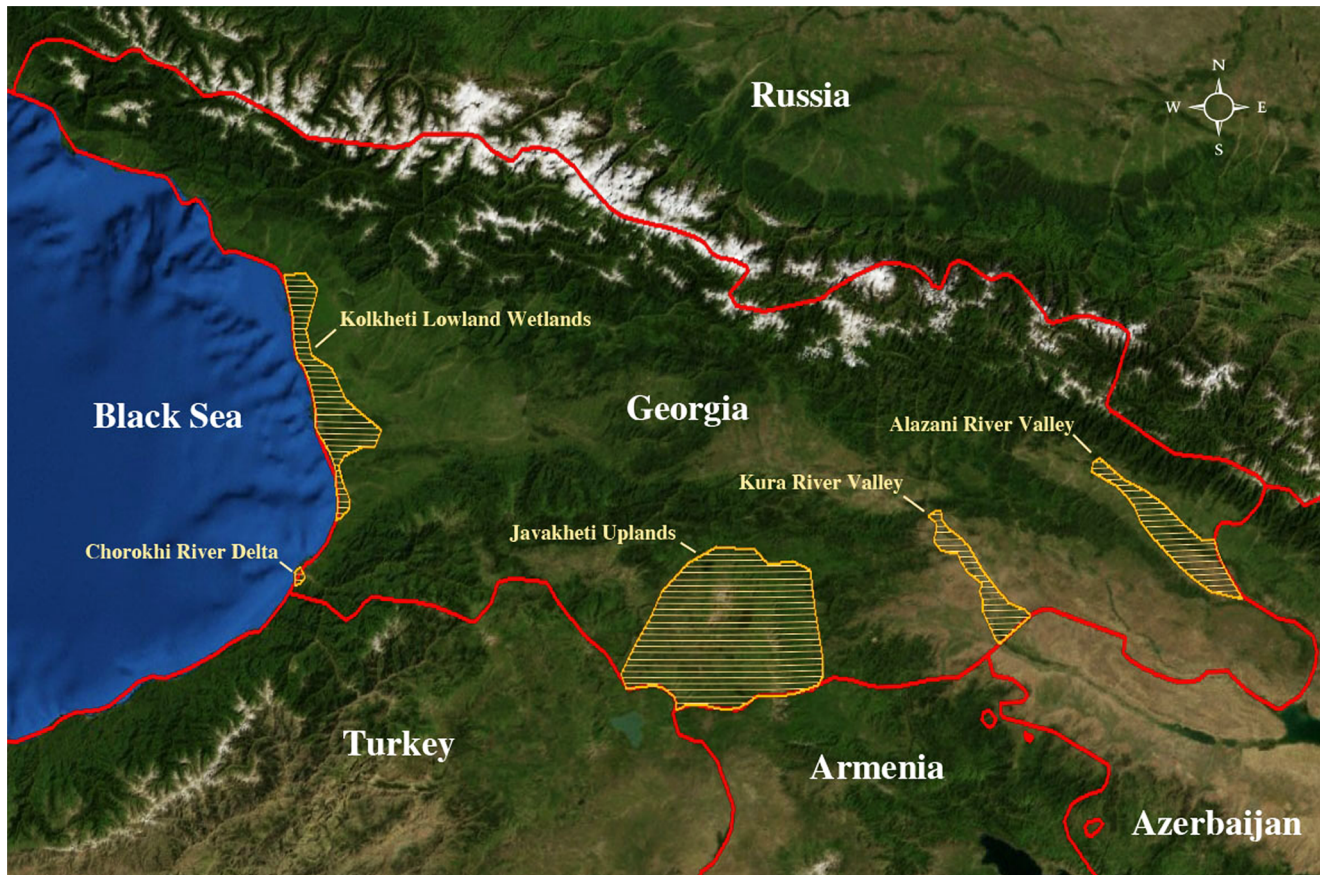 Russia
N
W E
S
Kolkheti Lowland Wetlands
Black Sea
Georgia
Alazani River Valley
Kura River Valley
Javakheti Uplands
Chorokhi River Delta
Turkey
Armenia
Azerbaijan